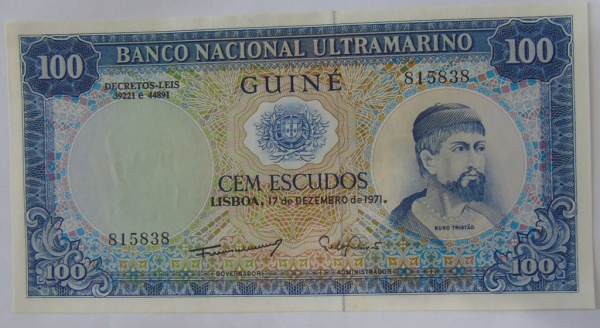 100 BANCO NACIONAL ULTRAMARINO 100
GUINÉ
815838
DECRETOS-LEIS
39221 e 44891
CEM ESCUDOS
LISBOA, 17 de DEZEMBRO de 1971.
NUNO TRISTÃO
815838
GOVERNADOR ADMINISTRADOR
100 100